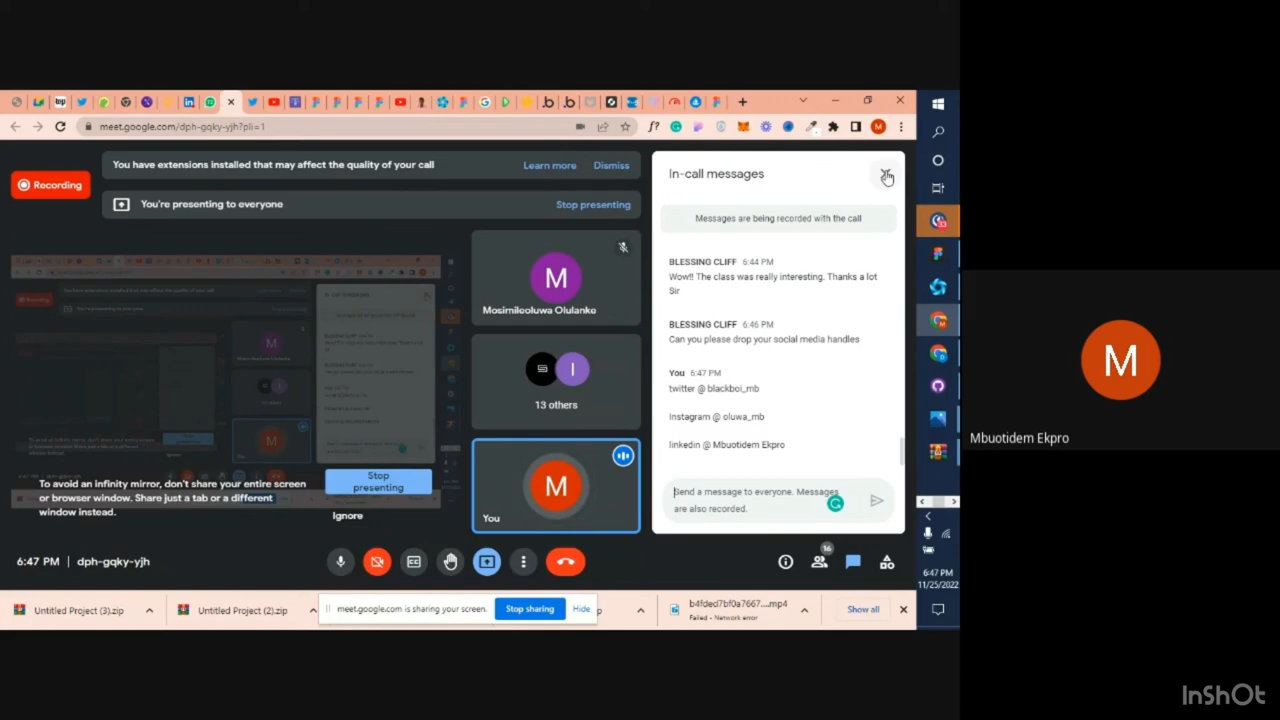 meet.google.com/dph-gqky-yjh?pli=1
You have extensions installed that may affect the quality of your call
Learn more
Dismiss
Recording
You're presenting to everyone
Stop presenting
In-call messages
Messages are being recorded with the call
BLESSING CLIFF 6:44 PM
Wow!! The class was really interesting. Thanks a lot
Sir
BLESSING CLIFF 6:46 PM
Can you please drop your social media handles
You 6:47 PM
twitter @ blackboi_mb
Instagram @ oluwa_mb
linkedin @ Mbuotidem Ekpro
Send a message to everyone. Messages
are also recorded.
M
Mosimileoluwa Olulanke
I
13 others
M
You
To avoid an infinity mirror, don't share your entire screen
or browser window. Share just a tab or a different
window instead.
Stop
presenting
Ignore
6:47 PM | dph-gqky-yjh
16
Untitled Project (3).zip
Untitled Project (2).zip
meet.google.com is sharing your screen.
Stop sharing
Hide
p
b4fded7bf0a7667....mp4
Failed - Network error
Show all
6:47 PM
11/25/2022
M
Mbuotidem Ekpro
InShOt